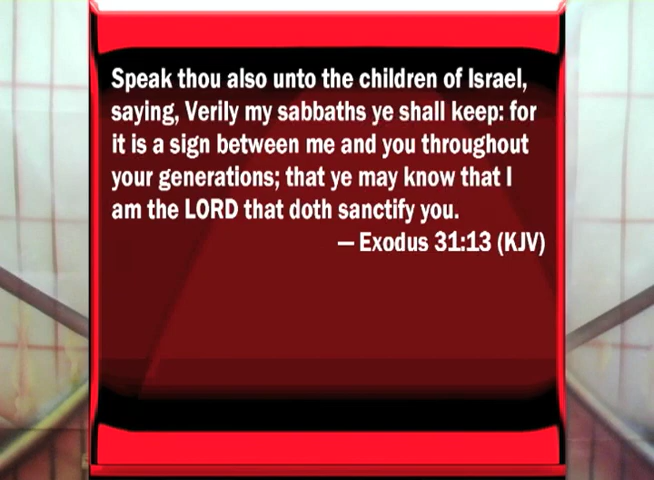 Speak thou also unto the children of Israel,
saying, Verily my sabbaths ye shall keep: for
it is a sign between me and you throughout
your generations; that ye may know that I
am the LORD that doth sanctify you.
— Exodus 31:13 (KJV)